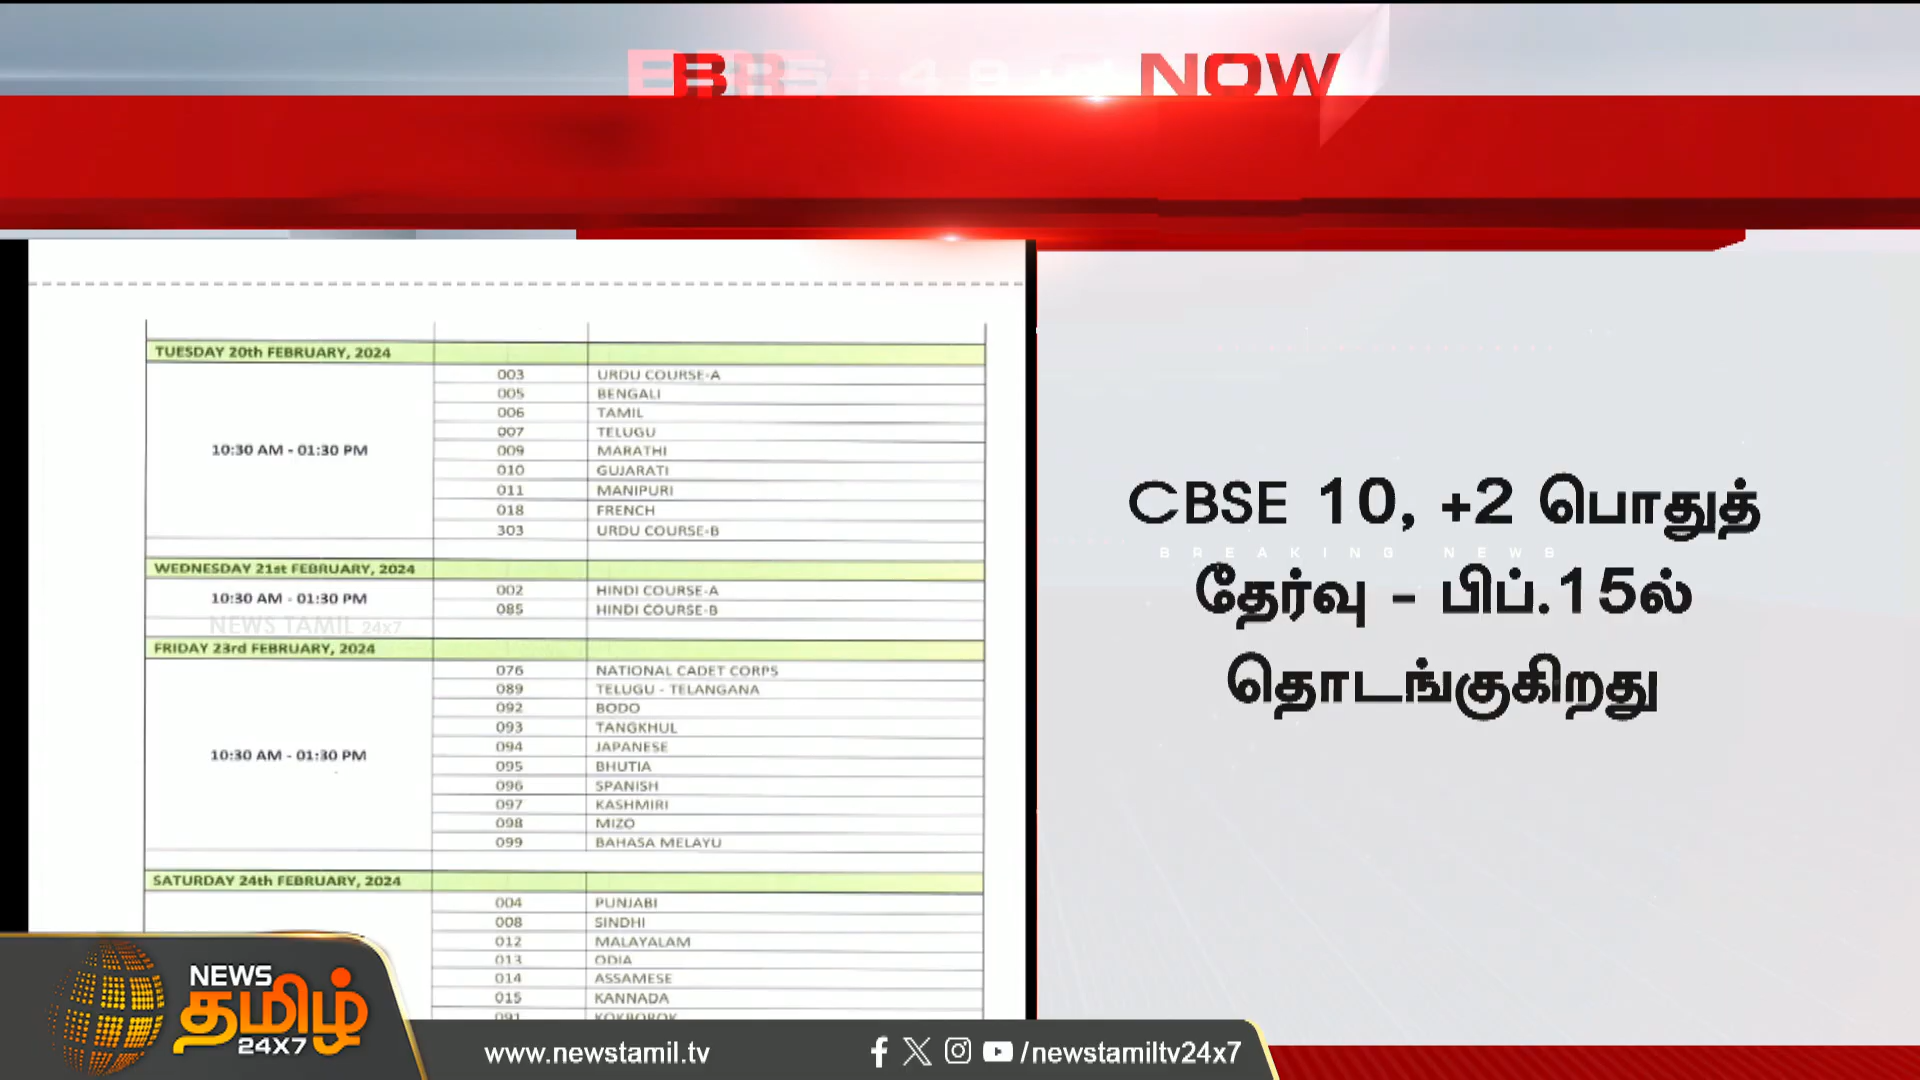 NOW
TUESDAY 20th FEBRUARY, 2024
10:30 AM - 01:30 PM
003 URDU COURSE-A
005 BENGALI
006 TAMIL
007 TELUGU
009 MARATHI
010 GUJARATI
011 MANIPURI
018 FRENCH
303 URDU COURSE-B
WEDNESDAY 21st FEBRUARY, 2024
10:30 AM - 01:30 PM
002 HINDI COURSE-A
085 HINDI COURSE-B
NEWS TAMIL 24x7
FRIDAY 23rd FEBRUARY, 2024
10:30 AM - 01:30 PM
076 NATIONAL CADET CORPS
089 TELUGU - TELANGANA
092 BODO
093 TANGKHUL
094 JAPANESE
095 BHUTIA
096 SPANISH
097 KASHMIRI
098 MIZO
099 BAHASA MELAYU
SATURDAY 24th FEBRUARY, 2024
004 PUNJABI
008 SINDHI
012 MALAYALAM
013 ODIA
014 ASSAMESE
015 KANNADA
091 KOKBOROK
CBSE 10, +2 பொதுத்
BREAKING NEWS
தேர்வு - பிப்.15ல்
தொடங்குகிறது
NEWS
தமிழ்
24X7
www.newstamil.tv
/newstamiltv24x7